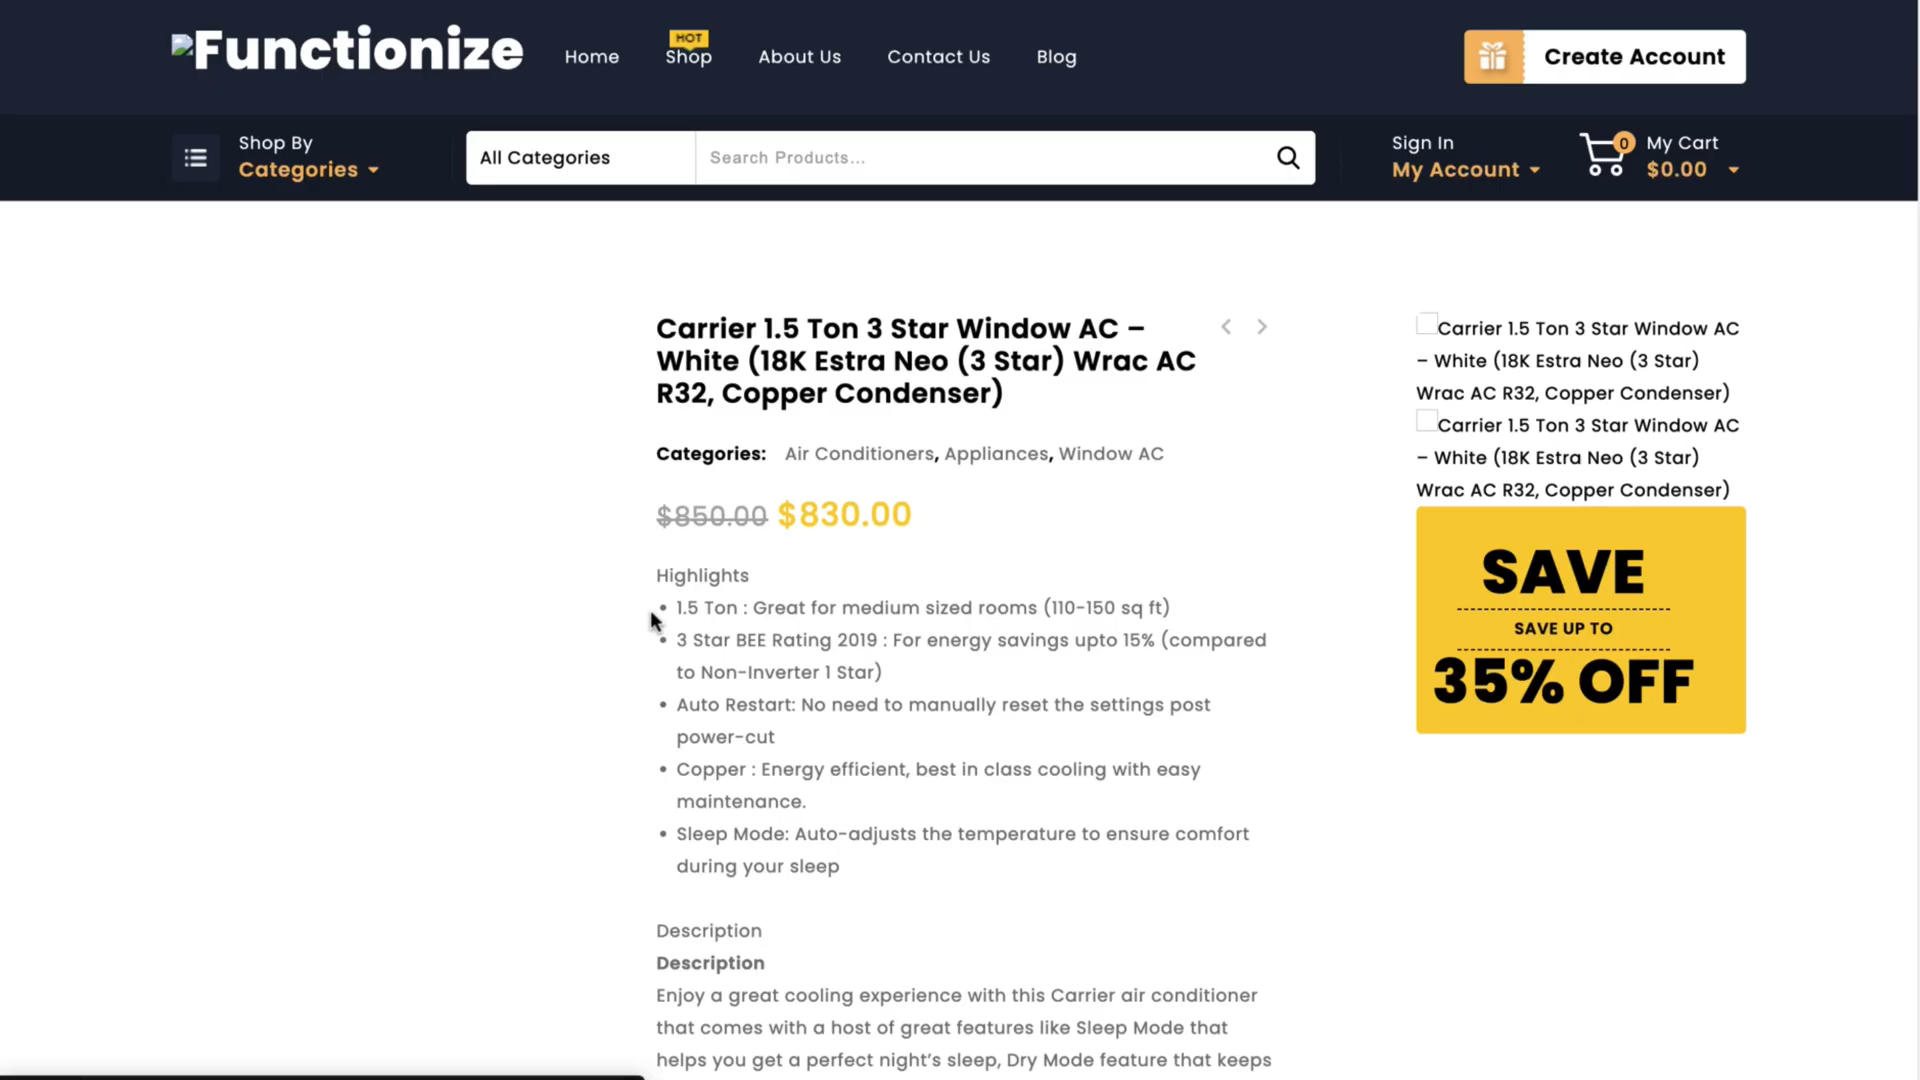 Functionize
Home
HOT
Shop
About Us
Contact Us
Blog
Create Account
Shop By
Categories
All Categories
Search Products...
Sign In
My Account
0
My Cart
$0.00
Carrier 1.5 Ton 3 Star Window AC –
White (18K Estra Neo (3 Star) Wrac AC
R32, Copper Condenser)
Categories: Air Conditioners, Appliances, Window AC
$850.00 $830.00
Highlights
• 1.5 Ton : Great for medium sized rooms (110-150 sq ft)
• 3 Star BEE Rating 2019 : For energy savings upto 15% (compared
to Non-Inverter 1 Star)
• Auto Restart: No need to manually reset the settings post
power-cut
• Copper : Energy efficient, best in class cooling with easy
maintenance.
• Sleep Mode: Auto-adjusts the temperature to ensure comfort
during your sleep
Description
Description
Enjoy a great cooling experience with this Carrier air conditioner
that comes with a host of great features like Sleep Mode that
helps you get a perfect night's sleep, Dry Mode feature that keeps
Carrier 1.5 Ton 3 Star Window AC
– White (18K Estra Neo (3 Star)
Wrac AC R32, Copper Condenser)
Carrier 1.5 Ton 3 Star Window AC
– White (18K Estra Neo (3 Star)
Wrac AC R32, Copper Condenser)
SAVE
SAVE UP TO
35% OFF